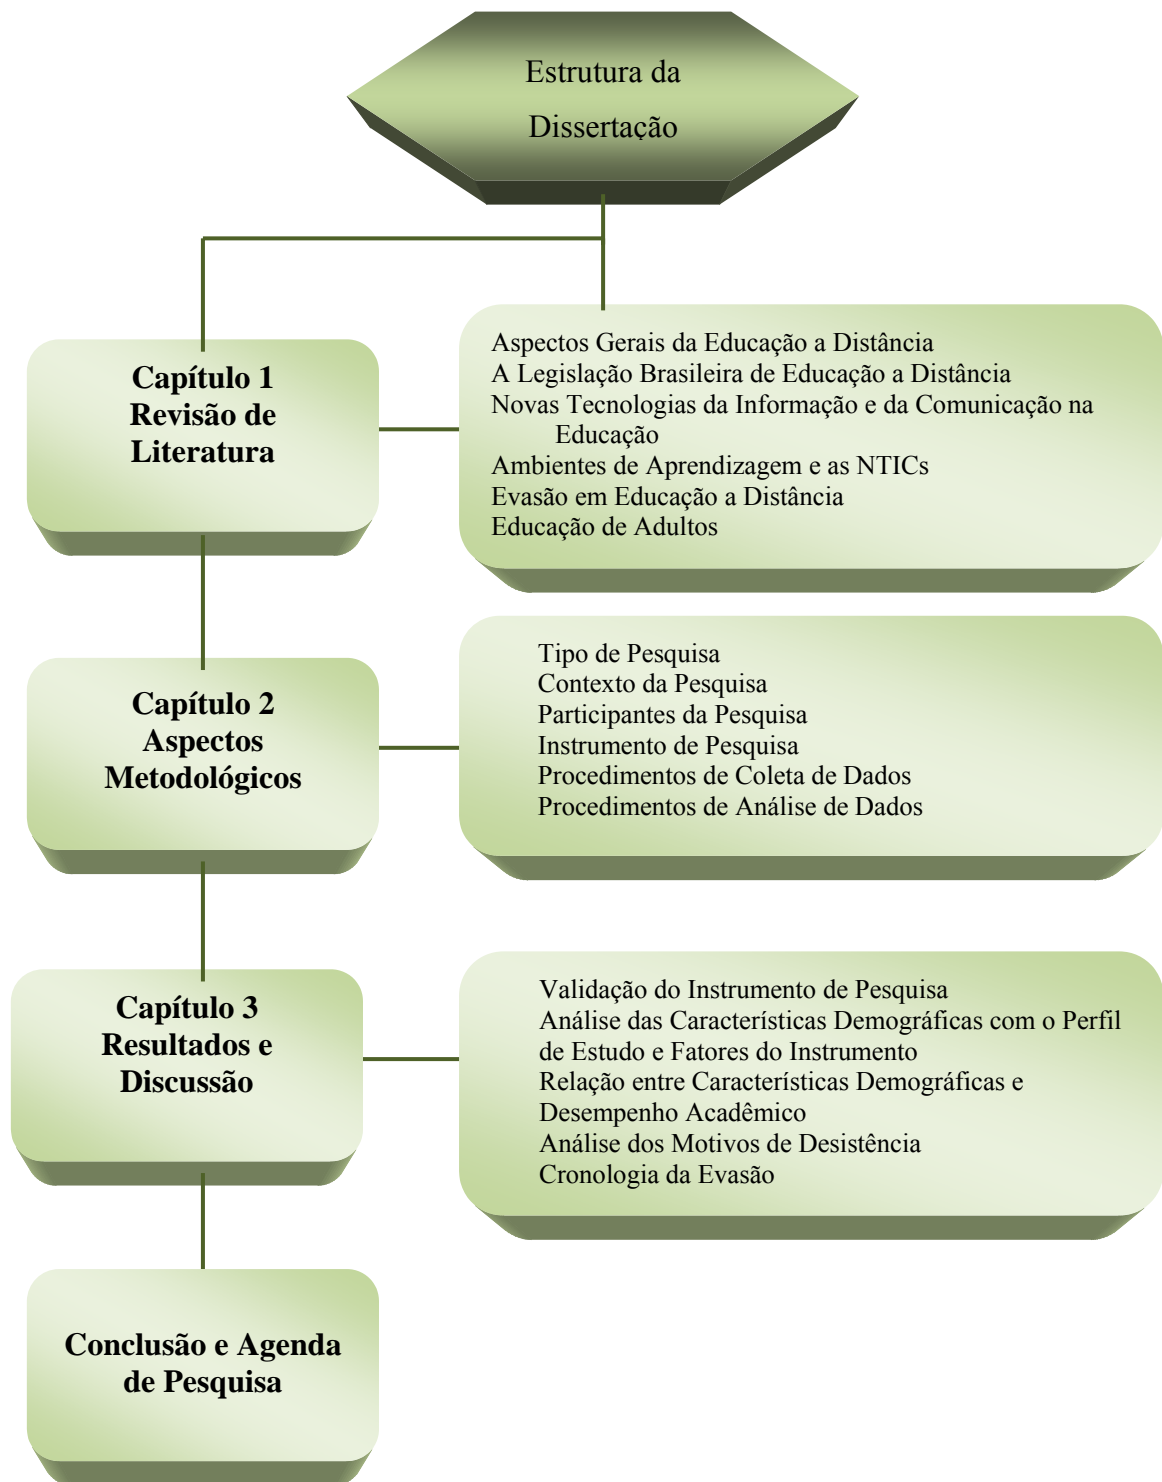 Estrutura da
Dissertação
Capítulo 1
Revisão de
Literatura
Aspectos Gerais da Educação a Distância
A Legislação Brasileira de Educação a Distância
Novas Tecnologias da Informação e da Comunicação na
Educação
Ambientes de Aprendizagem e as NTICs
Evasão em Educação a Distância
Educação de Adultos
Capítulo 2
Aspectos
Metodológicos
Tipo de Pesquisa
Contexto da Pesquisa
Participantes da Pesquisa
Instrumento de Pesquisa
Procedimentos de Coleta de Dados
Procedimentos de Análise de Dados
Capítulo 3
Resultados e
Discussão
Validação do Instrumento de Pesquisa
Análise das Características Demográficas com o Perfil
de Estudo e Fatores do Instrumento
Relação entre Características Demográficas e
Desempenho Acadêmico
Análise dos Motivos de Desistência
Cronologia da Evasão
Conclusão e Agenda
de Pesquisa